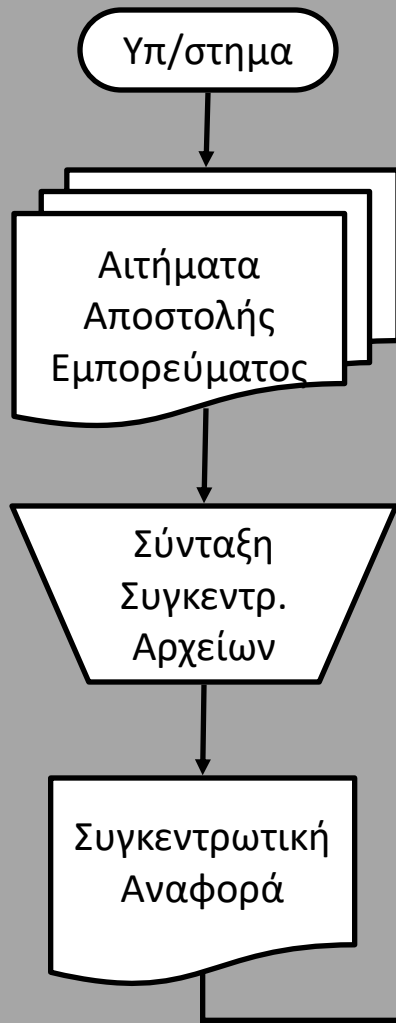 Υπ/στημα
Αιτήματα
Αποστολής
Εμπορεύματος
Σύνταξη
Συγκεντρ.
Αρχείων
Συγκεντρωτική
Αναφορά